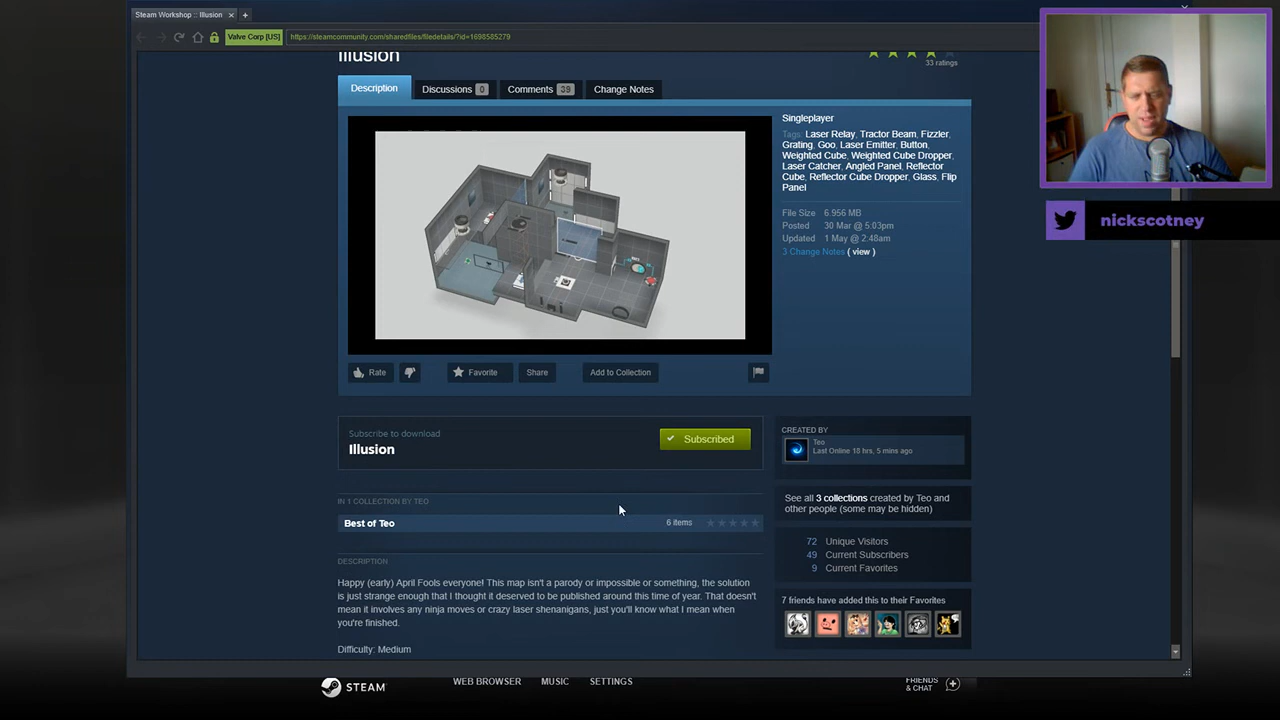 Steam Workshop :: Illusion
Valve Corp [US]
https://steamcommunity.com/sharedfiles/filedetails/?id=1698585279
Illusion
33 ratings
Description
Discussions 0
Comments 39
Change Notes
Singleplayer
Tags: Laser Relay, Tractor Beam, Fizzler,
Grating, Goo, Laser Emitter, Button,
Weighted Cube, Weighted Cube Dropper,
Laser Catcher, Angled Panel, Reflector
Cube, Reflector Cube Dropper, Glass, Flip
Panel
File Size 6.956 MB
Posted 30 Mar @ 5:03pm
Updated 1 May @ 2:48am
3 Change Notes ( view )
Rate
Favorite
Share
Add to Collection
Subscribe to download
Illusion
Subscribed
CREATED BY
Teo
Last Online 18 hrs, 5 mins ago
IN 1 COLLECTION BY TEO
Best of Teo
6 items
See all 3 collections created by Teo and
other people (some may be hidden)
72 Unique Visitors
49 Current Subscribers
9 Current Favorites
DESCRIPTION
Happy (early) April Fools everyone! This map isn't a parody or impossible or something, the solution
is just strange enough that I thought it deserved to be published around this time of year. That doesn't
mean it involves any ninja moves or crazy laser shenanigans, just you'll know what I mean when
you're finished.
Difficulty: Medium
7 friends have added this to their Favorites
STEAM
WEB BROWSER
MUSIC
SETTINGS
FRIENDS
& CHAT
nickscotney